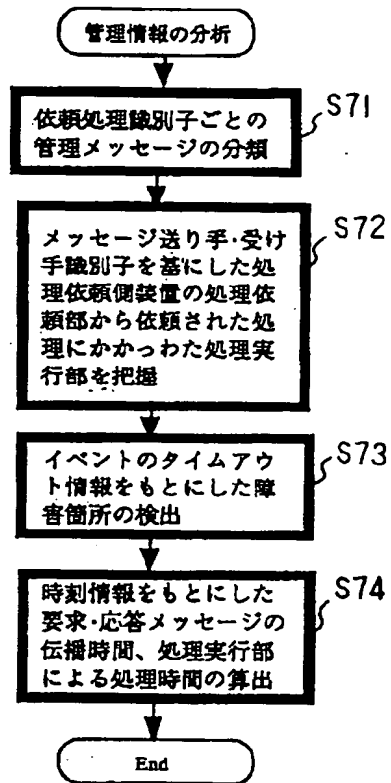 管理情報の分析
S71
依頼処理識別子ごとの
管理メッセージの分類
S72
メッセージ送り手・受け
手識別子を基にした処
理依頼側装置の処理依
頼部から依頼された処
理にかかっわた処理実
行部を把握
S73
イベントのタイムアウ
ト情報をもとにした障
害箇所の検出
S74
時刻情報をもとにした
要求・応答メッセージの
伝播時間、処理実行部
による処理時間の算出
End